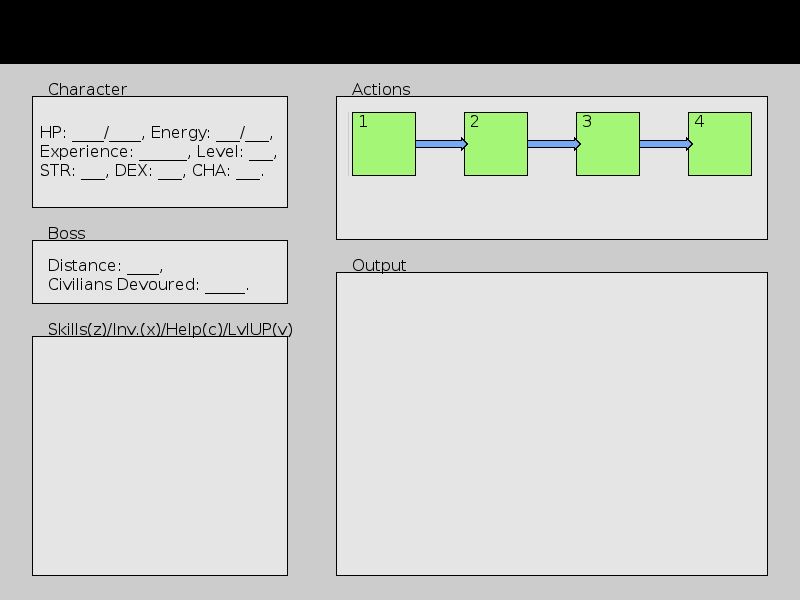 Character
HP: ____/____, Energy: ___/___,
Experience: ______, Level: ___,
STR: ___, DEX: ___, CHA: ___.
Boss
Distance: ____,
Civilians Devoured: _____.
Skills(z)/Inv.(x)/Help(c)/LvlUP(v)
Actions
1
2
3
4
Output